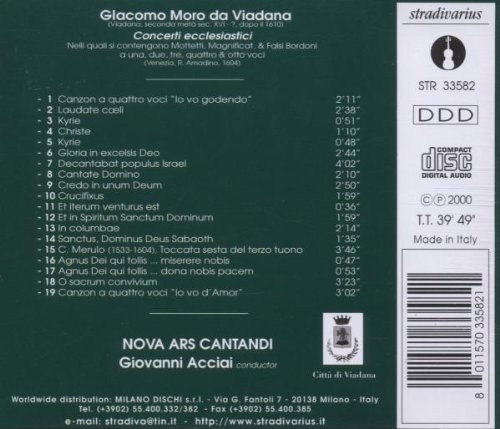 Giacomo Moro da Viadana
(Viadana, seconda metà sec. XVI - ?, dopo il 1610)
Concerti ecclesiastici
Nelli quali si contengono Mottetti, Magnificat, & Falsi Bordoni
a una, due, tre, quattro & otto voci
(Venezia, R. Amadino, 1604)
- 1 Canzon a quattro voci "Io vo godendo" 2'11"
- 2 Laudate cœli 2'38"
- 3 Kyrie 0'51"
- 4 Christe 1'10"
- 5 Kyrie 0'48"
- 6 Gloria in excelsis Deo 2'44"
- 7 Decantabat populus Israel 4'02"
- 8 Cantate Domino 2'10"
- 9 Credo in unum Deum 2'50"
- 10 Crucifixus 1'59"
- 11 Et iterum venturus est 0'36"
- 12 Et in Spiritum Sanctum Dominum 1'59"
- 13 In columbae 2'14"
- 14 Sanctus, Dominus Deus Sabaoth 1'35"
- 15 C. Merulo (1533-1604), Toccata sesta del terzo tuono 3'46"
- 16 Agnus Dei qui tollis ... miserere nobis 0'47"
- 17 Agnus Dei qui tollis ... dona nobis pacem 0'53"
- 18 O sacrum convivium 3'23"
- 19 Canzon a quattro voci "Io vo d'Amor" 3'02"
NOVA ARS CANTANDI
Giovanni Acciai conductor
Città di Viadana
Worldwide distribution: MILANO DISCHI s.r.l. - Via G. Fantoli 7 - 20138 Milano - Italy
Tel. (+3902) 55.400.332/382 - Fax (+3902) 55.400.385
e-mail: stradiva@tin.it - http://www.stradivarius.it
stradivarius
STR 33582
DDD
COMPACT
disc
DIGITAL AUDIO
©℗ 2000
T.T. 39' 49"
Made in Italy
8 011570 335821